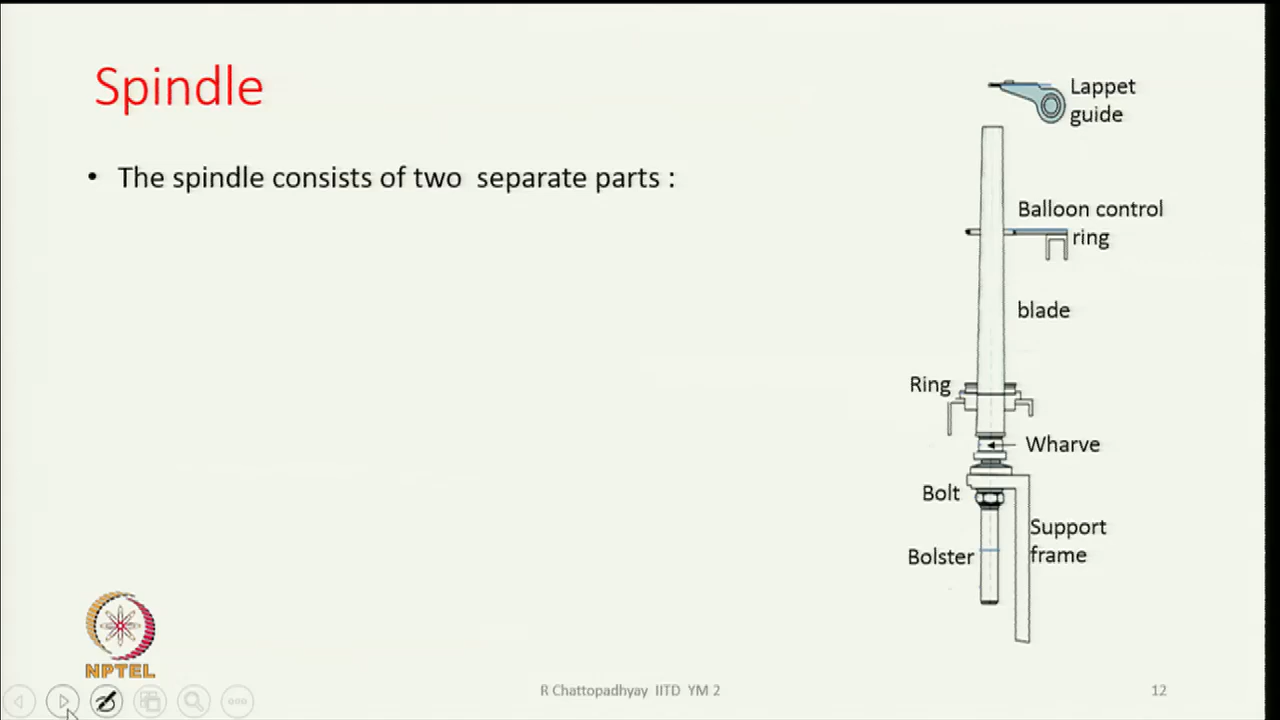 Spindle
• The spindle consists of two separate parts :
Lappet
guide
Balloon control
ring
blade
Ring
Wharve
Bolt
Support
frame
Bolster
NPTEL
R Chattopadhyay IITD YM 2
12